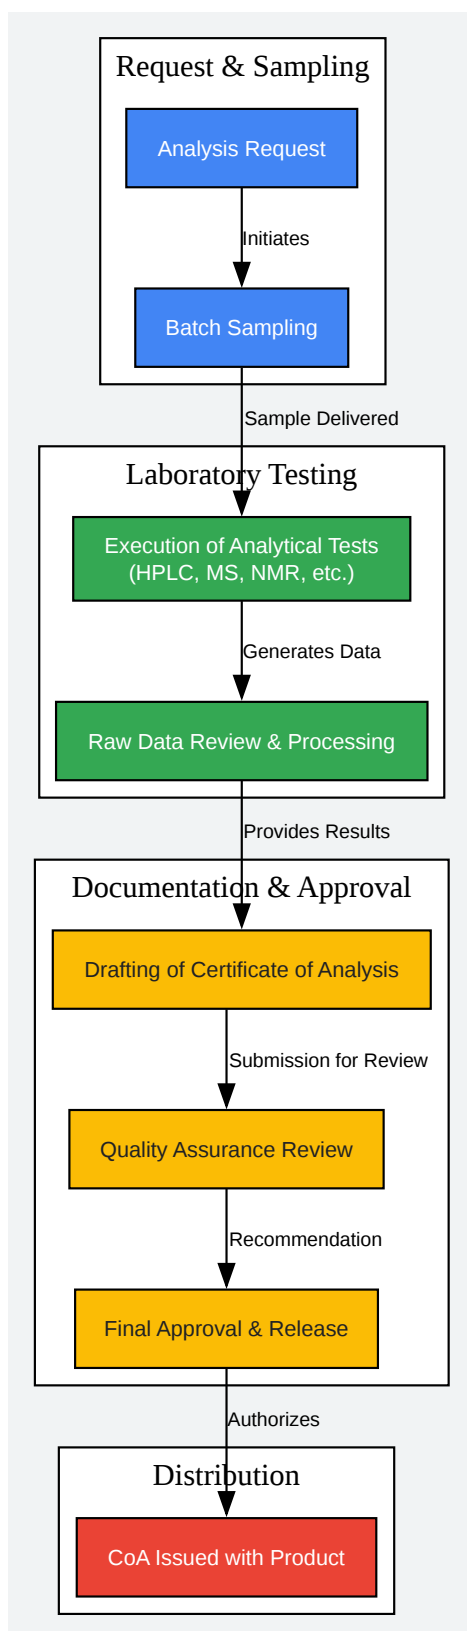 Request & Sampling
Analysis Request
Initiates
Batch Sampling
Sample Delivered
Laboratory Testing
Execution of Analytical Tests
(HPLC, MS, NMR, etc.)
Generates Data
Raw Data Review & Processing
Provides Results
Documentation & Approval
Drafting of Certificate of Analysis
Submission for Review
Quality Assurance Review
Recommendation
Final Approval & Release
Authorizes
Distribution
CoA Issued with Product